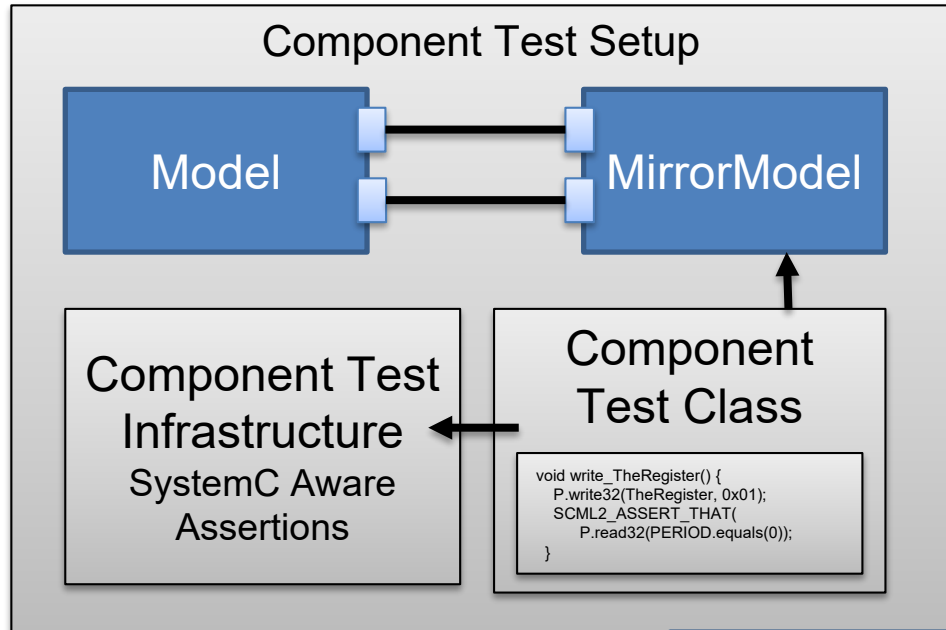 Component Test Setup
Model
MirrorModel
Component Test
Infrastructure
SystemC Aware
Assertions
Component
Test Class
void write_TheRegister() {
P.write32(TheRegister, 0x01);
SCML2_ASSERT_THAT(
P.read32(PERIOD.equals(0));
}